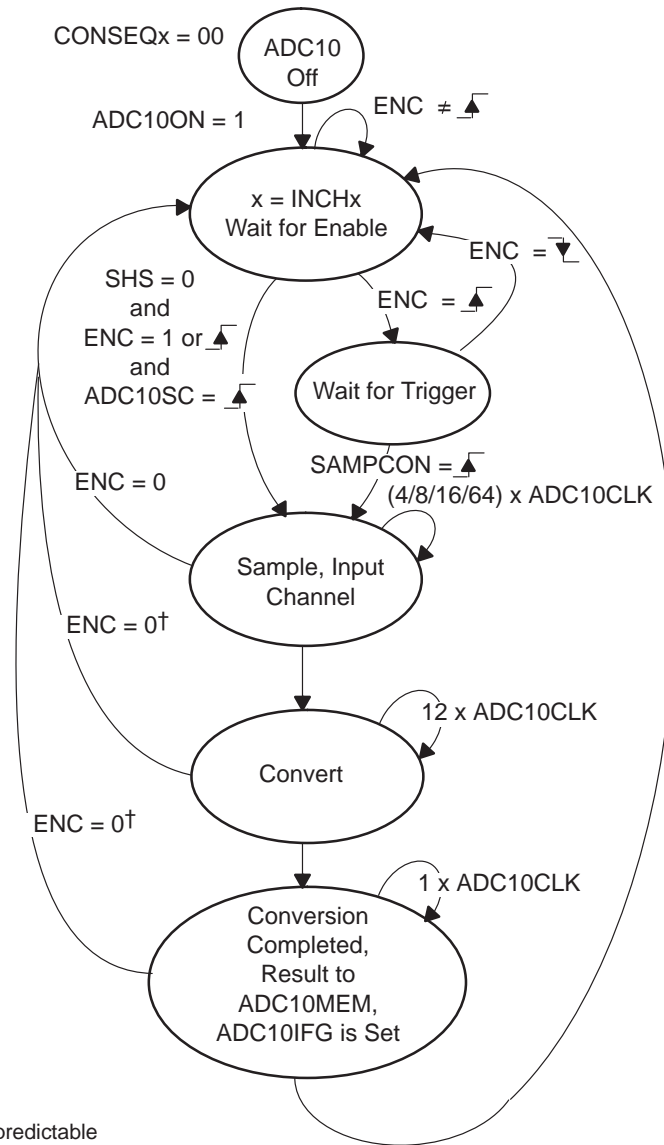 CONSEQx = 00
ADC10
Off
ADC10ON = 1
ENC ≠
x = INCHx
Wait for Enable
ENC =
SHS = 0
and
ENC = 1 or
and
ADC10SC =
ENC =
Wait for Trigger
SAMPCON =
(4/8/16/64) x ADC10CLK
ENC = 0
Sample, Input
Channel
ENC = 0†
12 x ADC10CLK
Convert
ENC = 0†
1 x ADC10CLK
Conversion
Completed,
Result to
ADC10MEM,
ADC10IFG is Set